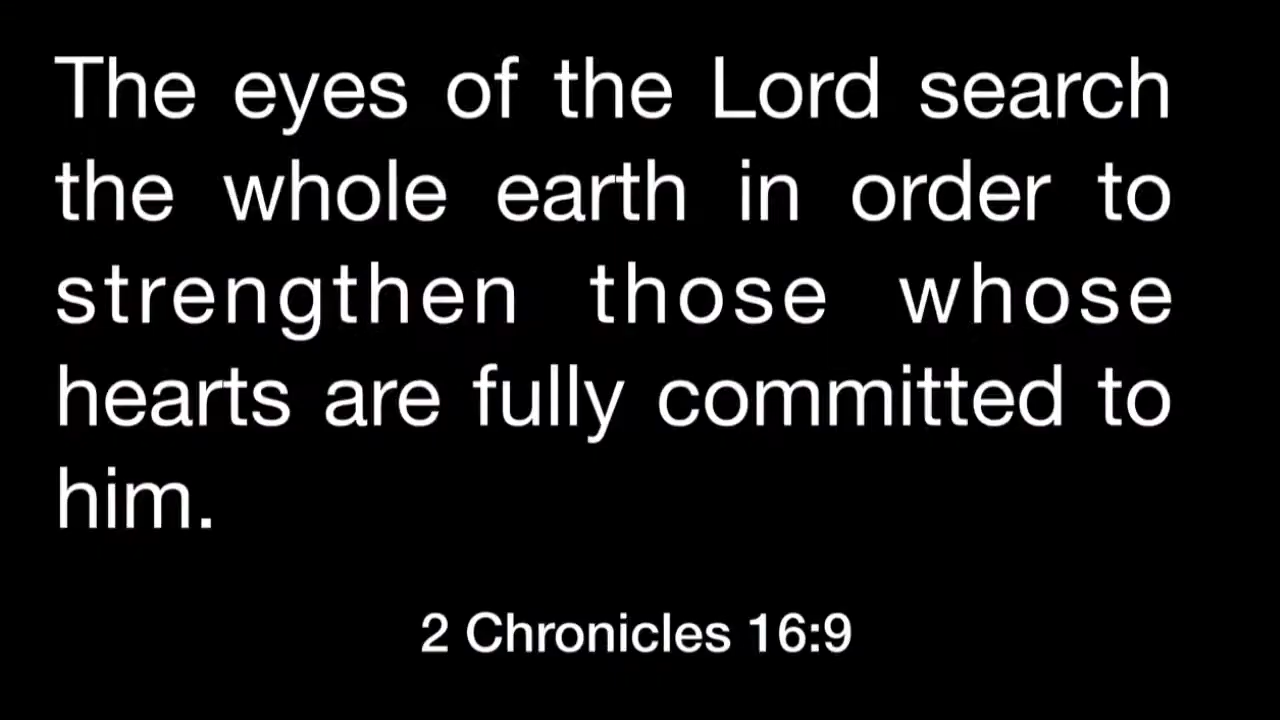 The eyes of the Lord search
the whole earth in order to
strengthen those whose
hearts are fully committed to
him.
2 Chronicles 16:9